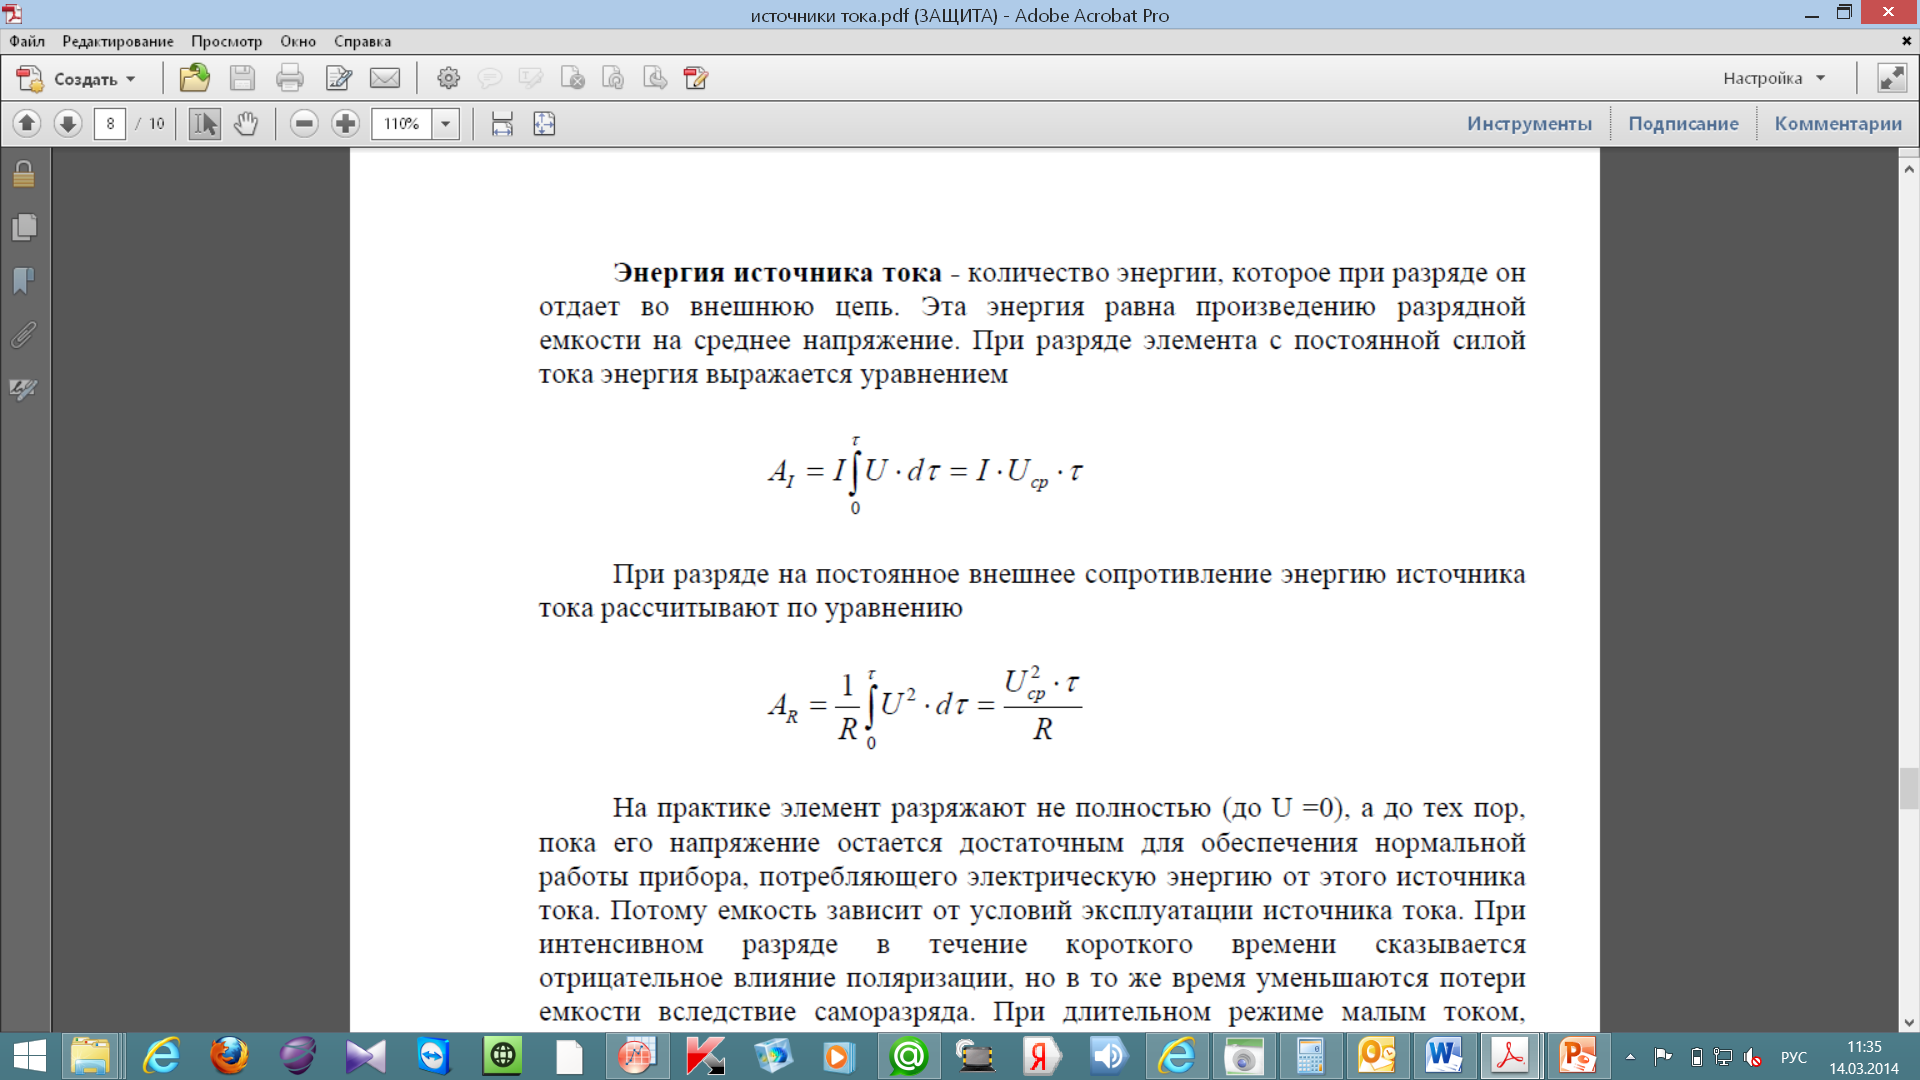 источники тока.pdf (ЗАЩИТА) - Adobe Acrobat Pro
Файл Редактирование Просмотр Окно Справка
Создать Настройка
8 / 10 110% Инструменты Подписание Комментарии
Энергия источника тока - количество энергии, которое при разряде он
отдает во внешнюю цепь. Эта энергия равна произведению разрядной
емкости на среднее напряжение. При разряде элемента с постоянной силой
тока энергия выражается уравнением
A_I = I ∫_0^τ U · dτ = I · U_ср · τ
При разряде на постоянное внешнее сопротивление энергию источника
тока рассчитывают по уравнению
A_R = 1/R ∫_0^τ U² · dτ = U²_ср · τ / R
На практике элемент разряжают не полностью (до U =0), а до тех пор,
пока его напряжение остается достаточным для обеспечения нормальной
работы прибора, потребляющего электрическую энергию от этого источника
тока. Потому емкость зависит от условий эксплуатации источника тока. При
интенсивном разряде в течение короткого времени сказывается
отрицательное влияние поляризации, но в то же время уменьшаются потери
емкости вследствие саморазряда. При длительном режиме малым током,
РУС 11:35
14.03.2014